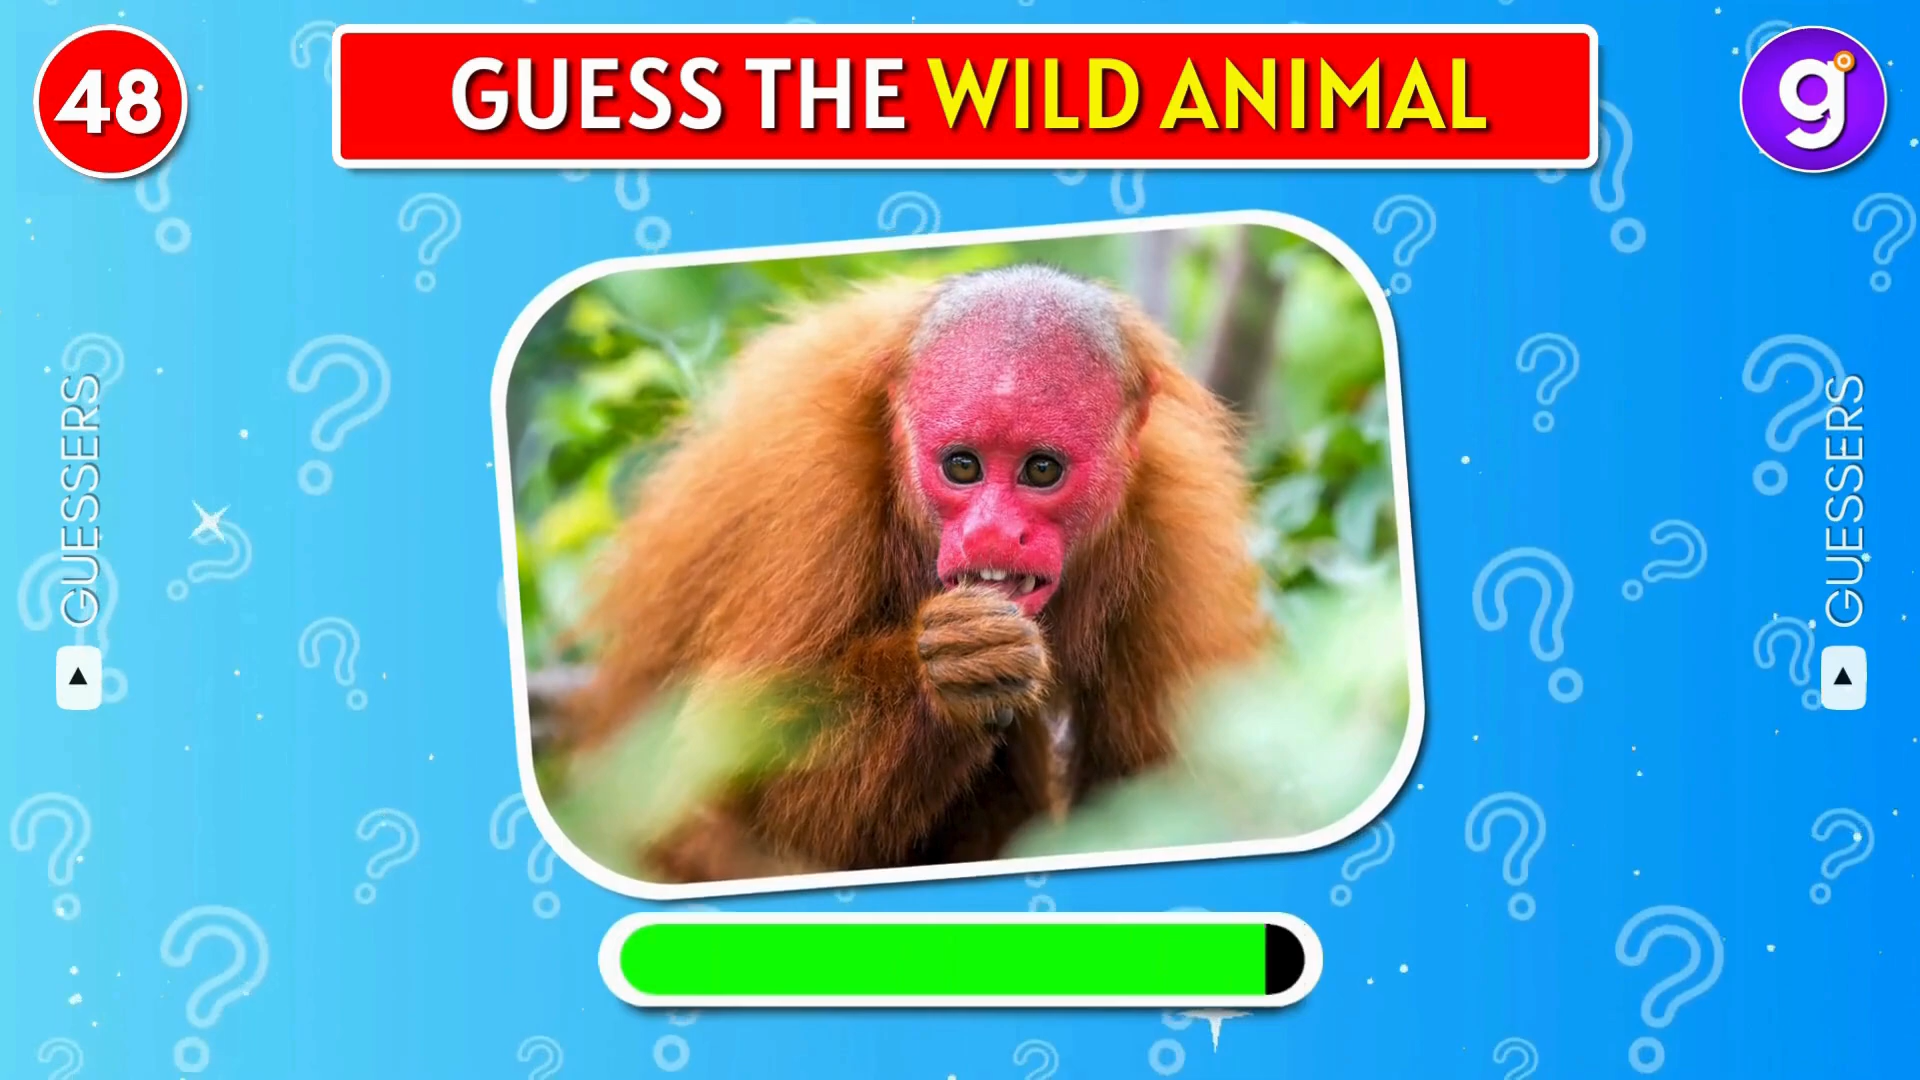 48
GUESS THE WILD ANIMAL
g
GUESSERS
GUESSERS